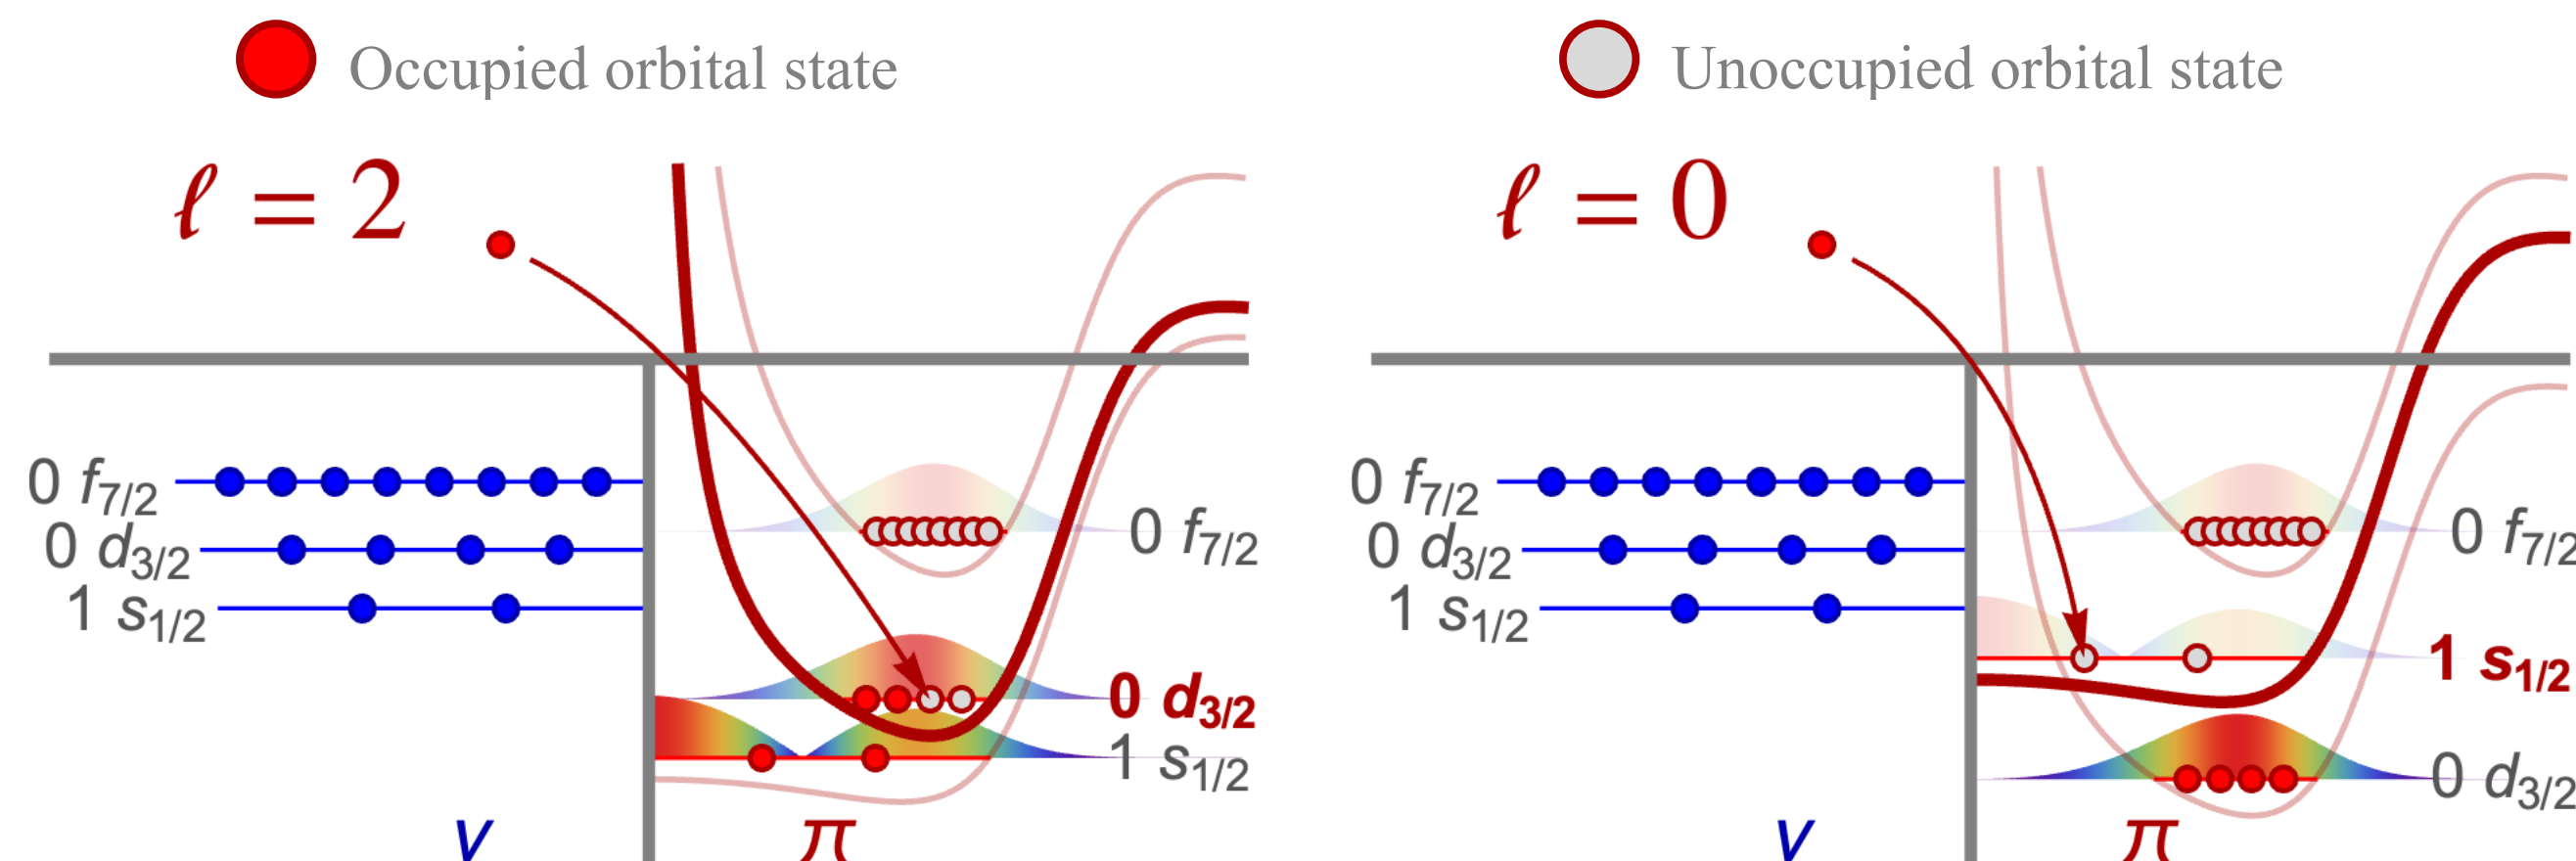 Occupied orbital state
Unoccupied orbital state
ℓ = 2
ℓ = 0
0 f7/2
0 d3/2
1 s1/2
0 f7/2
0 d3/2
1 s1/2
ν
π
0 f7/2
0 d3/2
1 s1/2
0 f7/2
1 s1/2
0 d3/2
ν
π